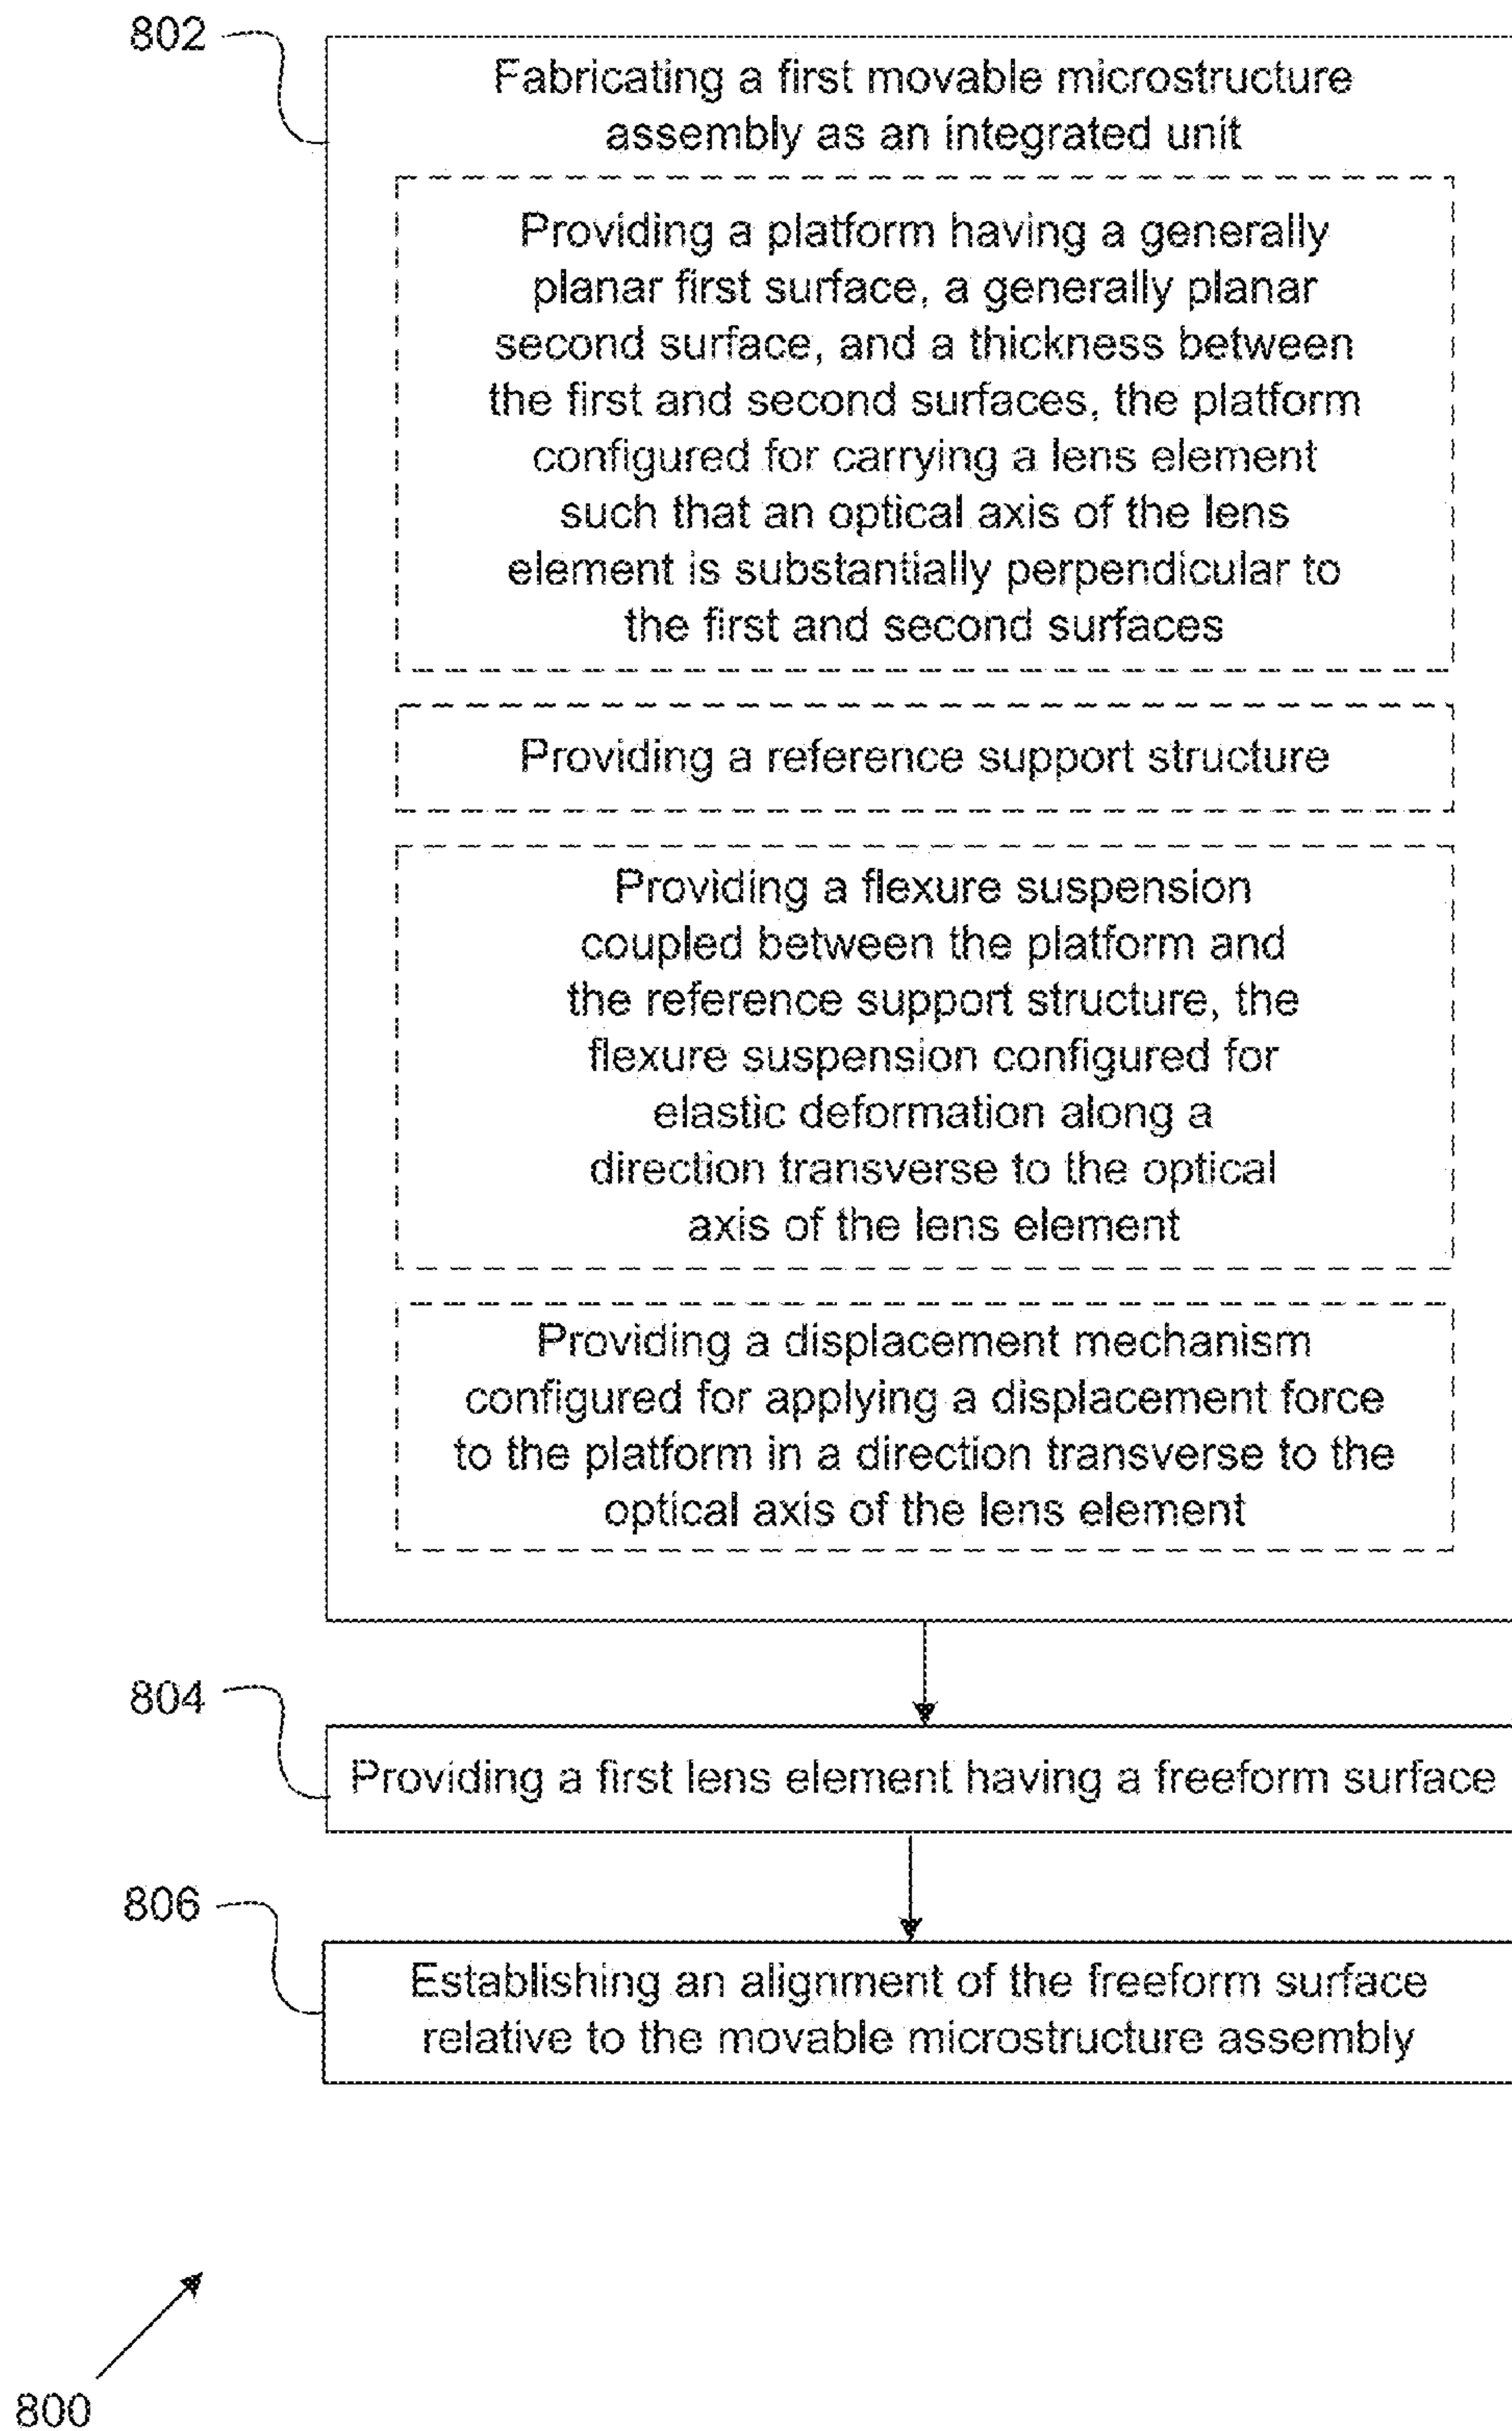 802
Fabricating a first movable microstructure
assembly as an integrated unit
Providing a platform having a generally
planar first surface, a generally planar
second surface, and a thickness between
the first and second surfaces, the platform
configured for carrying a lens element
such that an optical axis of the lens
element is substantially perpendicular to
the first and second surfaces
Providing a reference support structure
Providing a flexure suspension
coupled between the platform and
the reference support structure, the
flexure suspension configured for
elastic deformation along a
direction transverse to the optical
axis of the lens element
Providing a displacement mechanism
configured for applying a displacement force
to the platform in a direction transverse to the
optical axis of the lens element
804
Providing a first lens element having a freeform surface
806
Establishing an alignment of the freeform surface
relative to the movable microstructure assembly
800